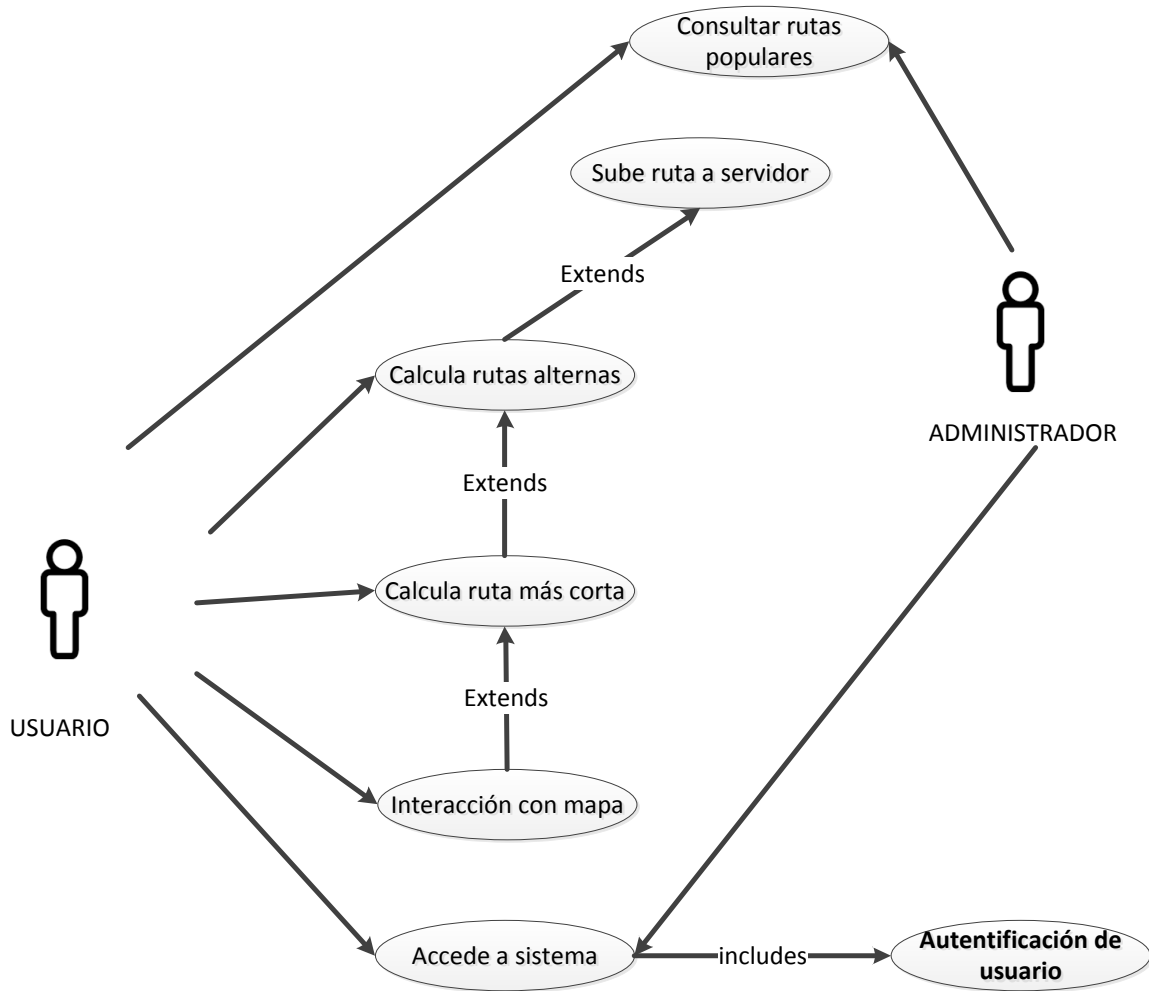 Consultar rutas
populares
Sube ruta a servidor
Extends
Calcula rutas alternas
ADMINISTRADOR
Extends
Calcula ruta más corta
Extends
USUARIO
Interacción con mapa
Accede a sistema
includes
Autentificación de
usuario